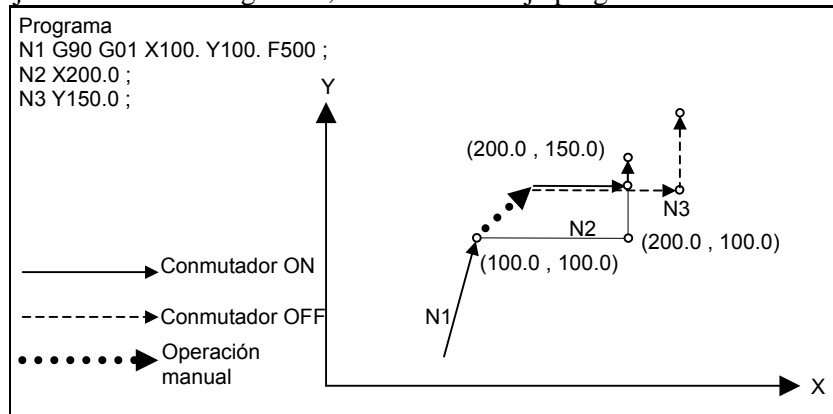 Programa
N1 G90 G01 X100. Y100. F500 ;
N2 X200.0 ;
N3 Y150.0 ;
Y
(200.0 , 150.0)
N3
N2
(200.0 , 100.0)
(100.0 , 100.0)
Conmutador ON
Conmutador OFF
N1
Operación
manual
X